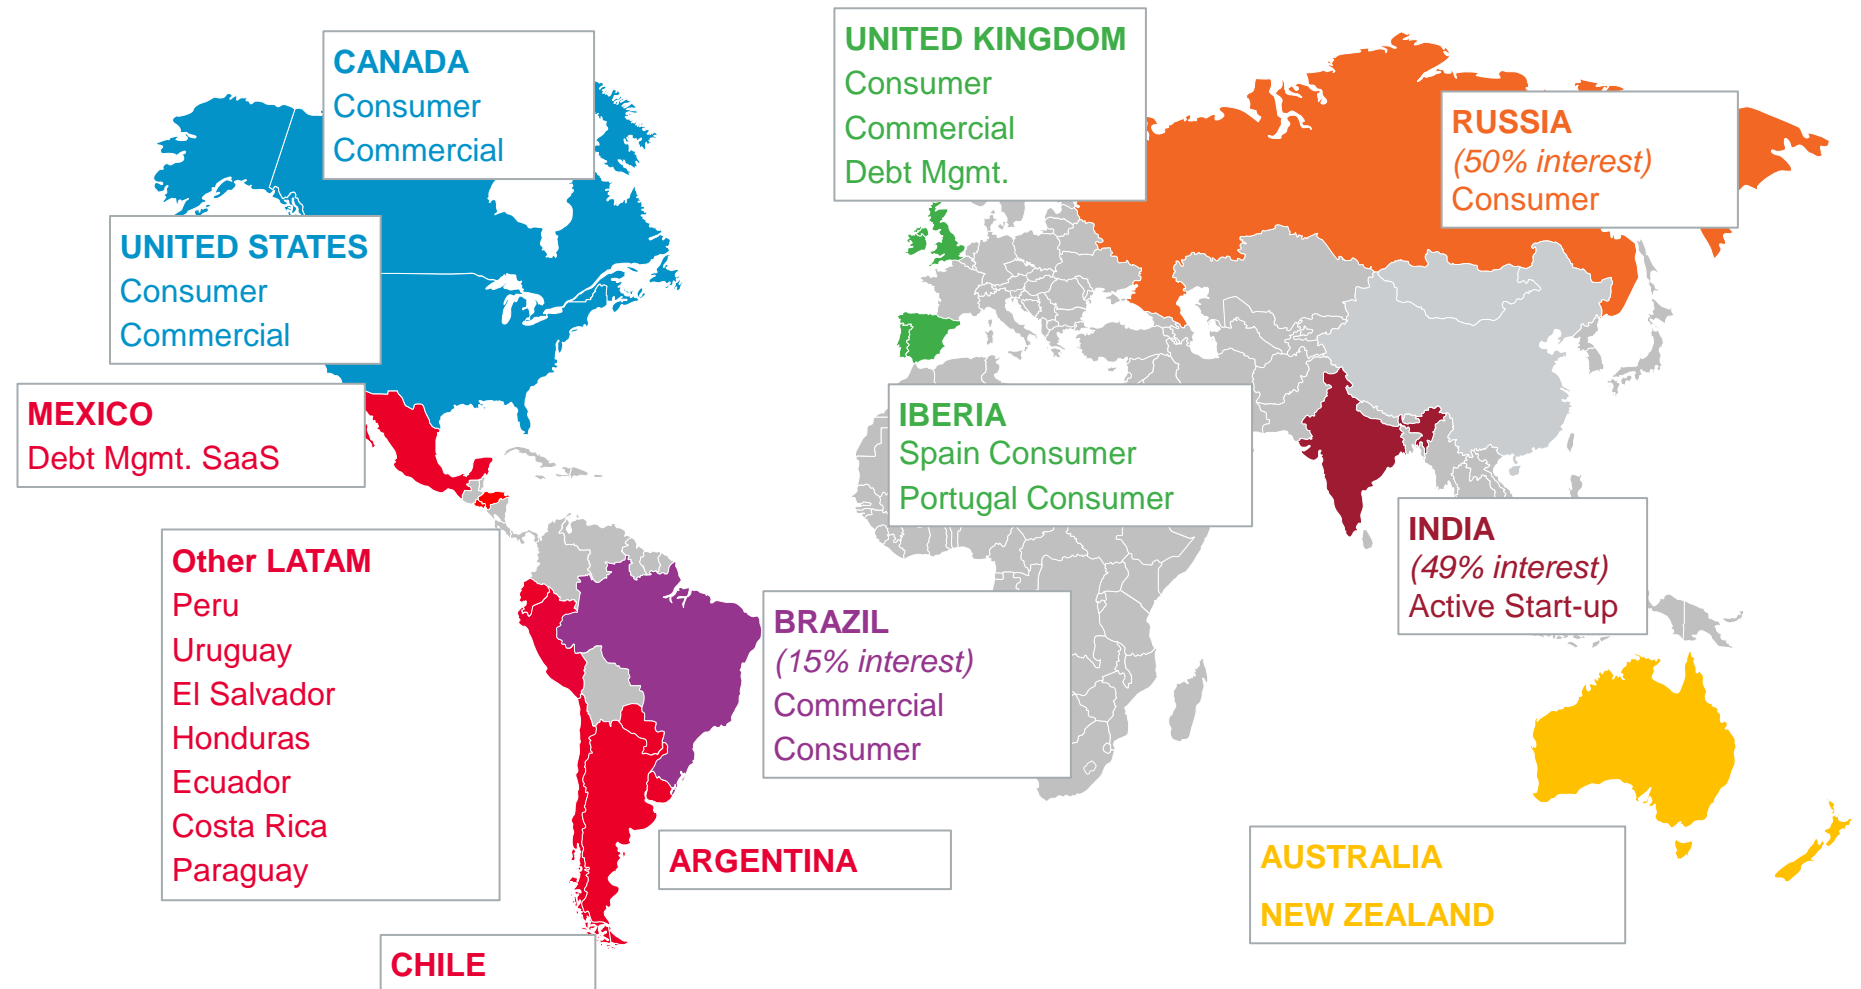 CANADA
Consumer
Commercial
UNITED STATES
Consumer
Commercial
MEXICO
Debt Mgmt. SaaS
Other LATAM
Peru
Uruguay
El Salvador
Honduras
Ecuador
Costa Rica
Paraguay
CHILE
ARGENTINA
BRAZIL
(15% interest)
Commercial
Consumer
UNITED KINGDOM
Consumer
Commercial
Debt Mgmt.
IBERIA
Spain Consumer
Portugal Consumer
RUSSIA
(50% interest)
Consumer
INDIA
(49% interest)
Active Start-up
AUSTRALIA
NEW ZEALAND